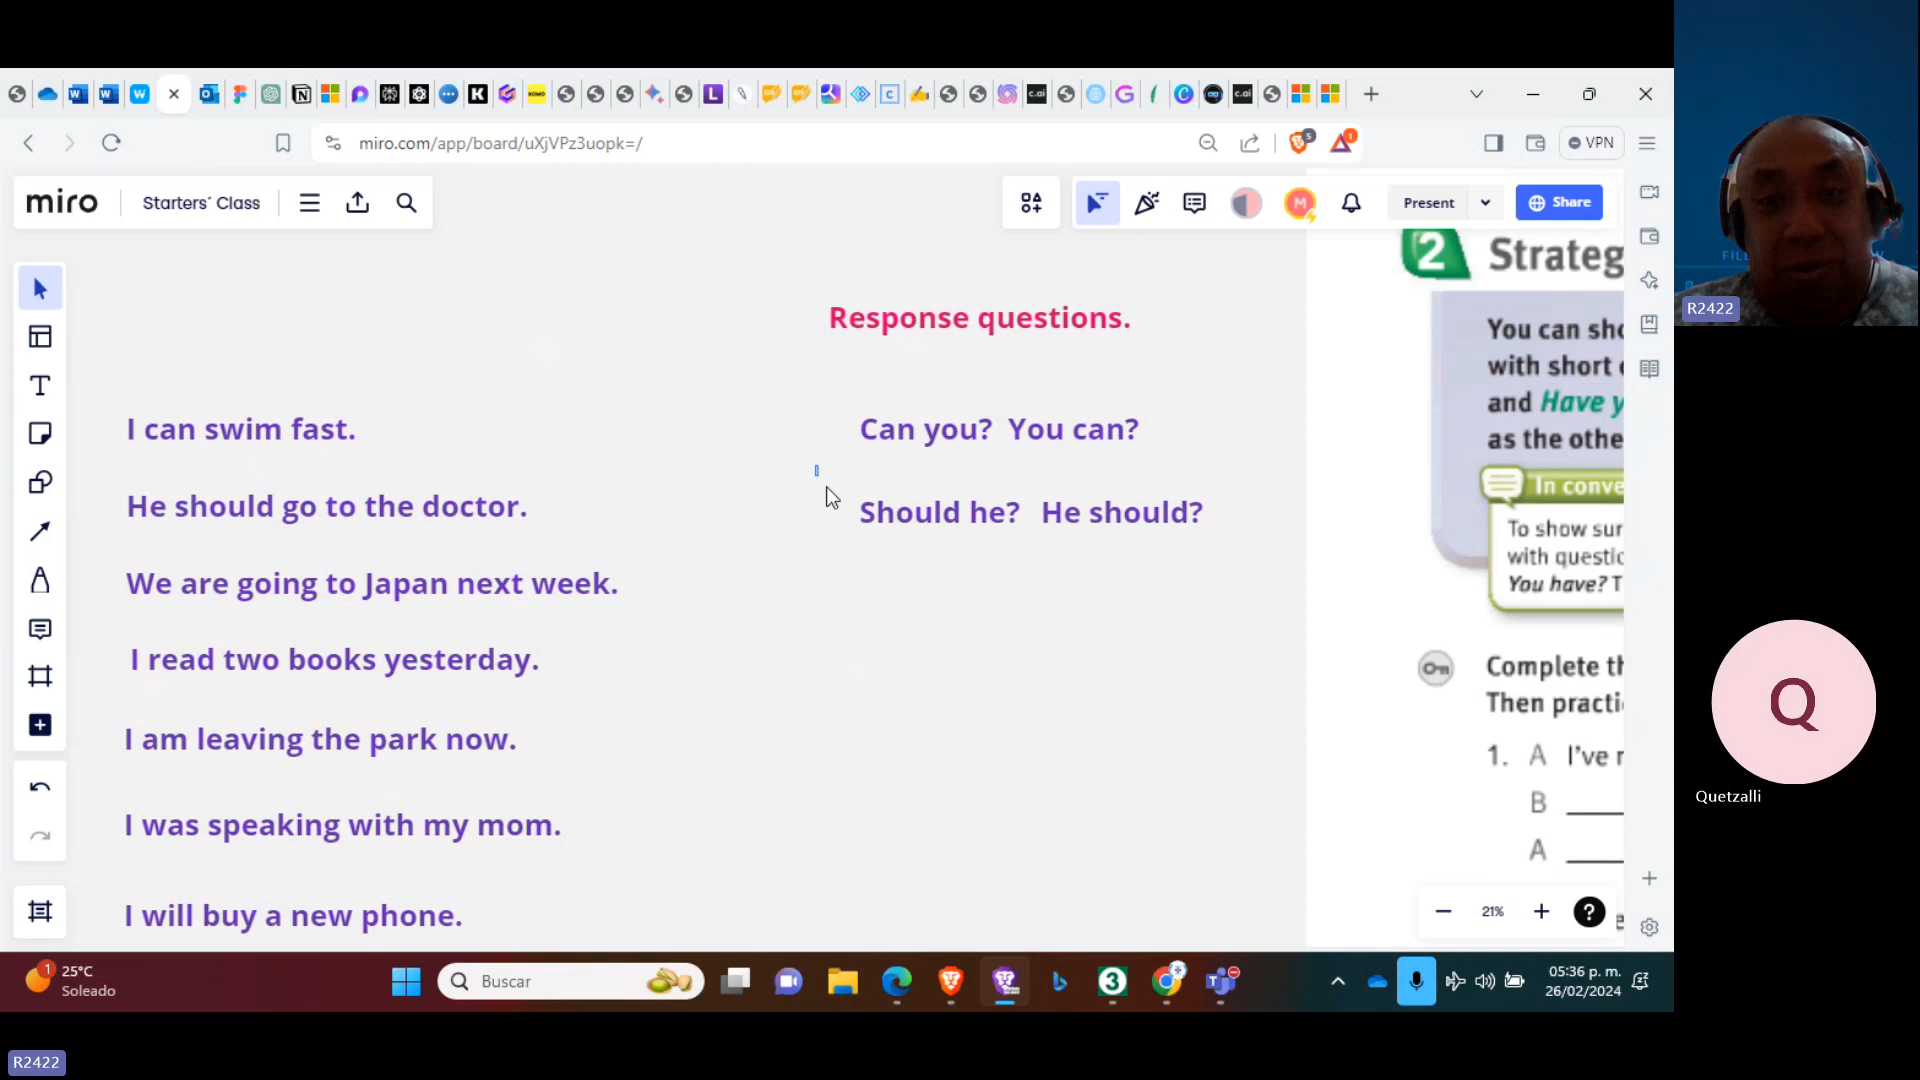 miro.com/app/board/uXjVPz3uopk=/
VPN
miro
Starters´ Class
M
Present
Share
R2422
Response questions.
I can swim fast.
Can you? You can?
He should go to the doctor.
Should he? He should?
We are going to Japan next week.
I read two books yesterday.
I am leaving the park now.
I was speaking with my mom.
I will buy a new phone.
2 Strateg
You can sho
with short
and Have y
as the othe
In conve
To show sur
with questio
You have? T
Complete th
Then practi
1. A I've r
B
A
21%
Q
Quetzalli
1
25°C
Soleado
Buscar
05:36 p. m.
26/02/2024
R2422